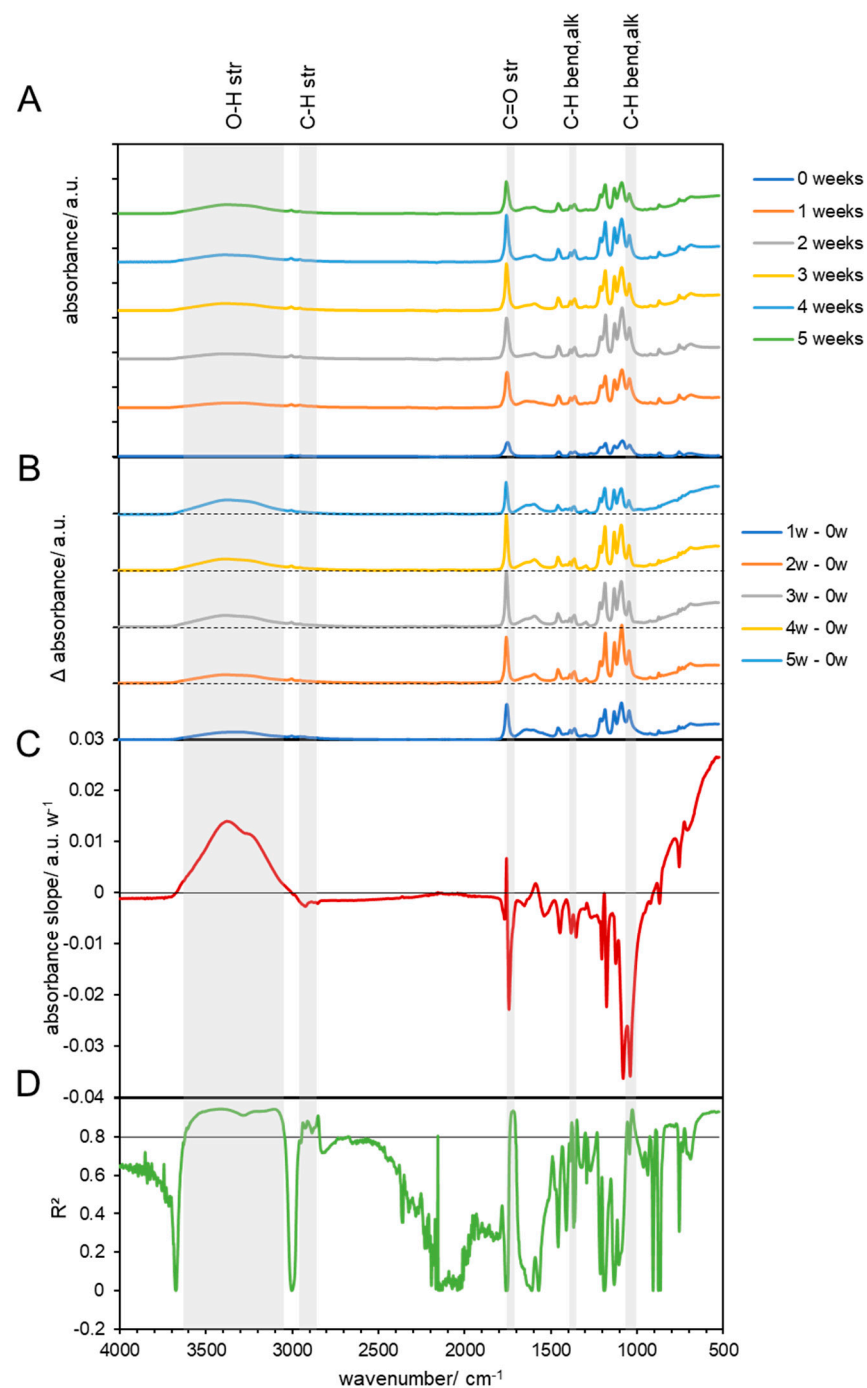 O-H str
C-H str
C=O str
C-H bend,alk
C-H bend,alk
A
absorbance/ a.u.
0 weeks
1 weeks
2 weeks
3 weeks
4 weeks
5 weeks
B
Δ absorbance/ a.u.
1w - 0w
2w - 0w
3w - 0w
4w - 0w
5w - 0w
C
absorbance slope/ a.u. w⁻¹
0.03
0.02
0.01
0
-0.01
-0.02
-0.03
-0.04
D
R²
0.8
0.6
0.4
0.2
0
-0.2
4000 3500 3000 2500 2000 1500 1000 500
wavenumber/ cm⁻¹